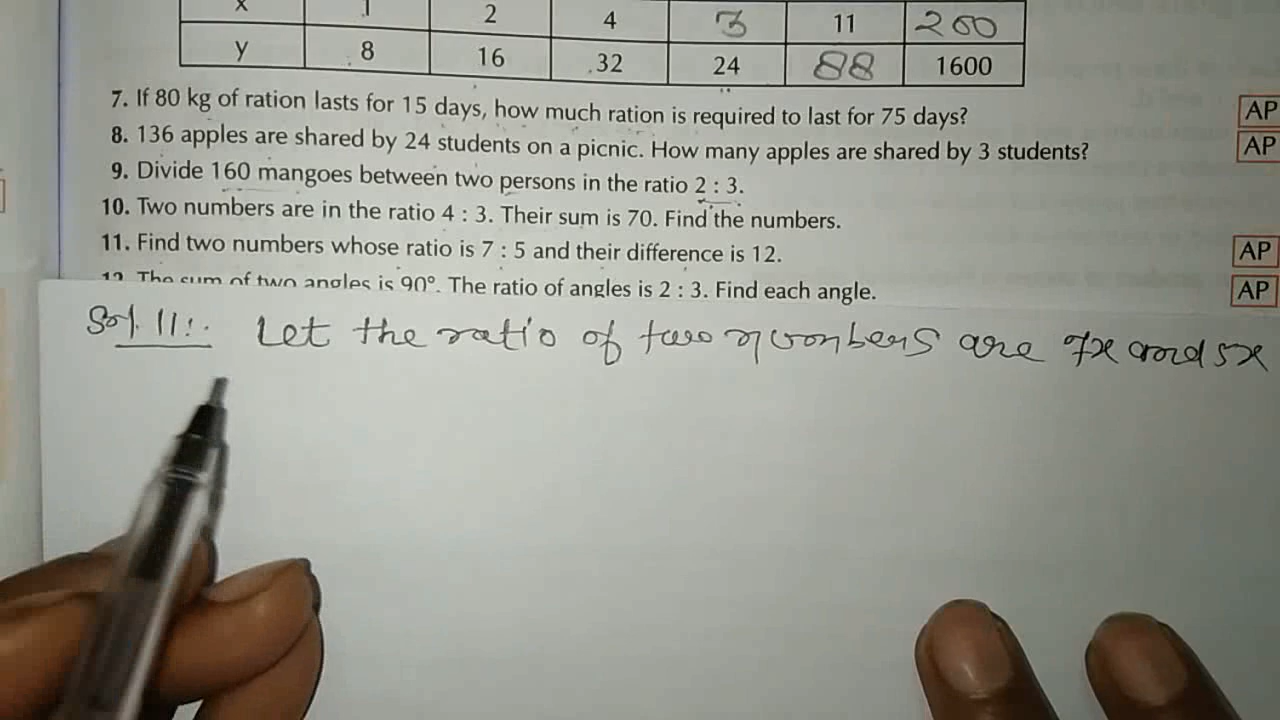 x 1 2 4 3 11 200
y 8 16 32 24 88 1600
7. If 80 kg of ration lasts for 15 days, how much ration is required to last for 75 days? AP
8. 136 apples are shared by 24 students on a picnic. How many apples are shared by 3 students? AP
9. Divide 160 mangoes between two persons in the ratio 2 : 3.
10. Two numbers are in the ratio 4 : 3. Their sum is 70. Find the numbers.
11. Find two numbers whose ratio is 7 : 5 and their difference is 12. AP
12. The sum of two angles is 90°. The ratio of angles is 2 : 3. Find each angle. AP
Sol. 11:. Let the ratio of two numbers are 7x and 5x